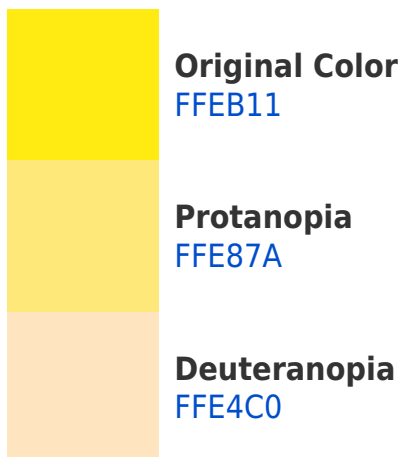 Original Color
FFEB11
Protanopia
FFE87A
Deuteranopia
FFE4C0